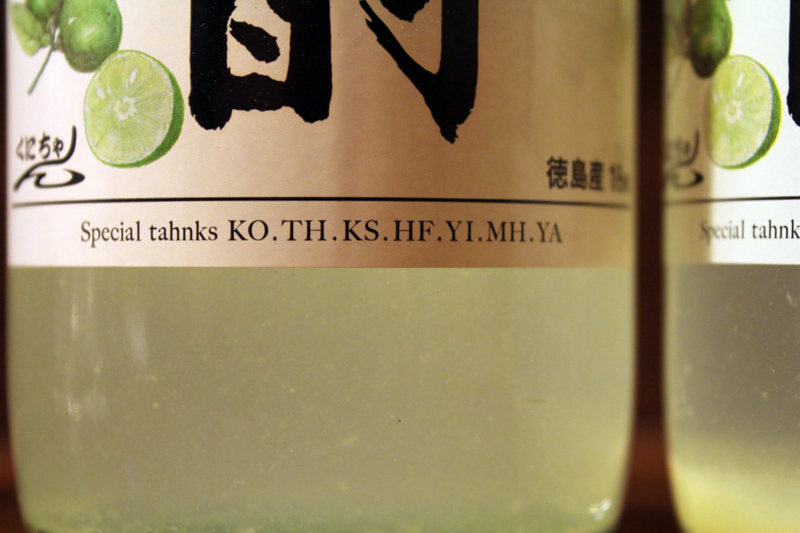 くにちゃん
徳島産
Special tahnks KO.TH.KS.HF.YI.MH.YA
Special tahnk